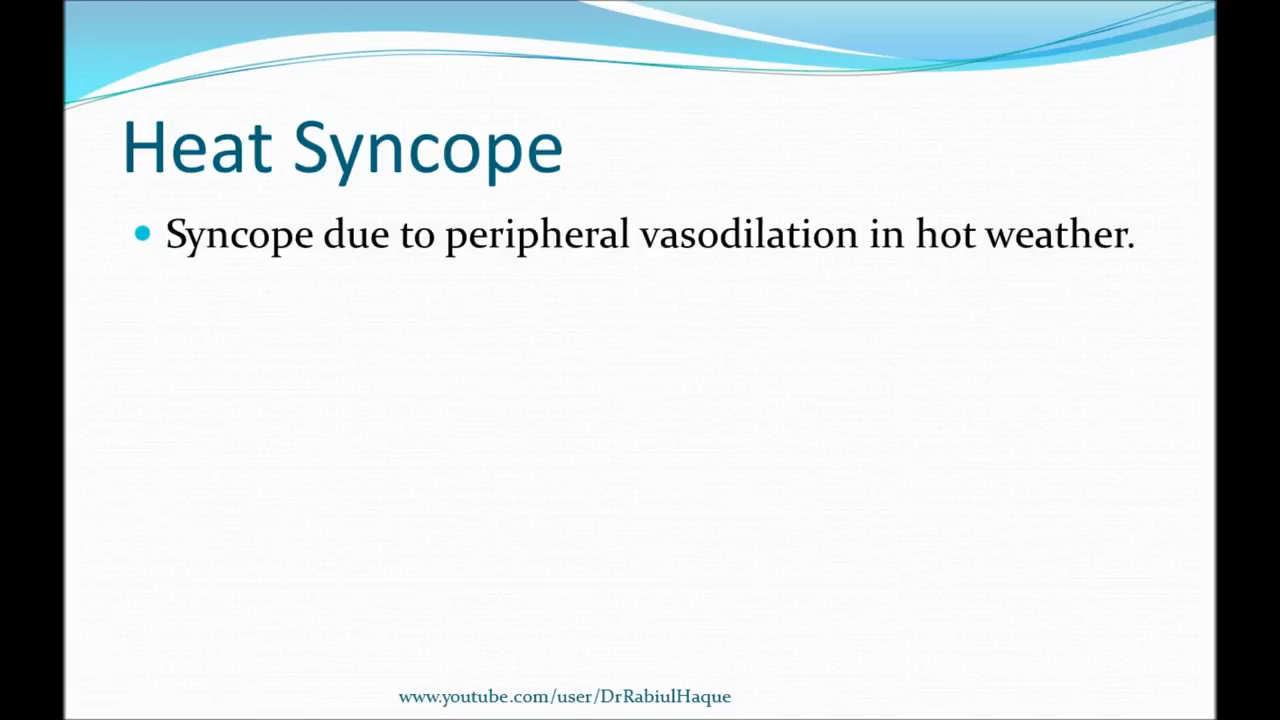 Heat Syncope
Syncope due to peripheral vasodilation in hot weather.
www.youtube.com/user/DrRabiulHaque